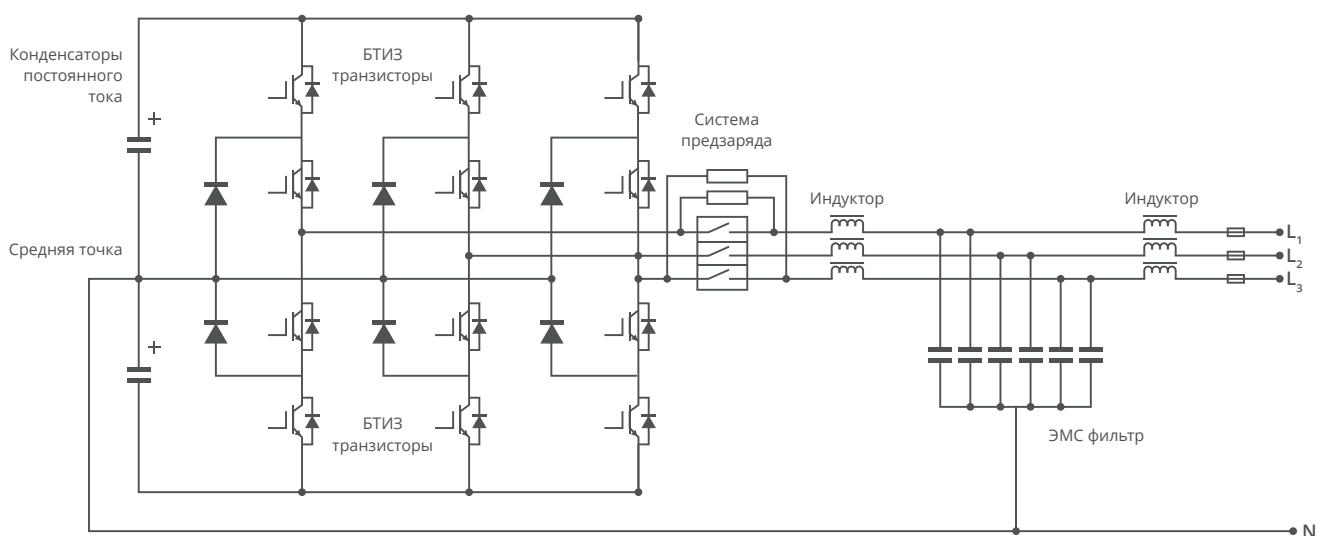 Конденсаторы
постоянного
тока
БТИЗ
транзисторы
Система
предзаряда
Индуктор
Индуктор
Средняя точка
L1
L2
L3
БТИЗ
транзисторы
ЭМС фильтр
N